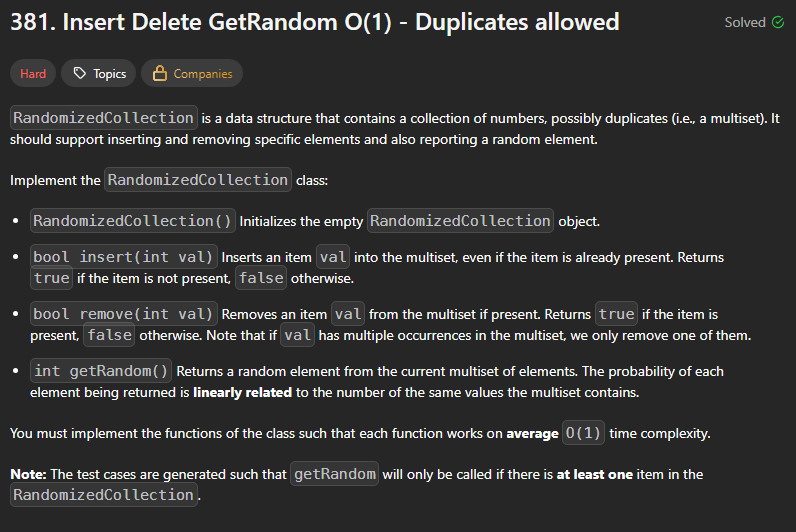 381. Insert Delete GetRandom O(1) - Duplicates allowed
Solved
Hard
Topics
Companies
RandomizedCollection is a data structure that contains a collection of numbers, possibly duplicates (i.e., a multiset). It
should support inserting and removing specific elements and also reporting a random element.
Implement the RandomizedCollection class:
• RandomizedCollection() Initializes the empty RandomizedCollection object.
• bool insert(int val) Inserts an item val into the multiset, even if the item is already present. Returns
true if the item is not present, false otherwise.
• bool remove(int val) Removes an item val from the multiset if present. Returns true if the item is
present, false otherwise. Note that if val has multiple occurrences in the multiset, we only remove one of them.
• int getRandom() Returns a random element from the current multiset of elements. The probability of each
element being returned is linearly related to the number of the same values the multiset contains.
You must implement the functions of the class such that each function works on average O(1) time complexity.
Note: The test cases are generated such that getRandom will only be called if there is at least one item in the
RandomizedCollection.